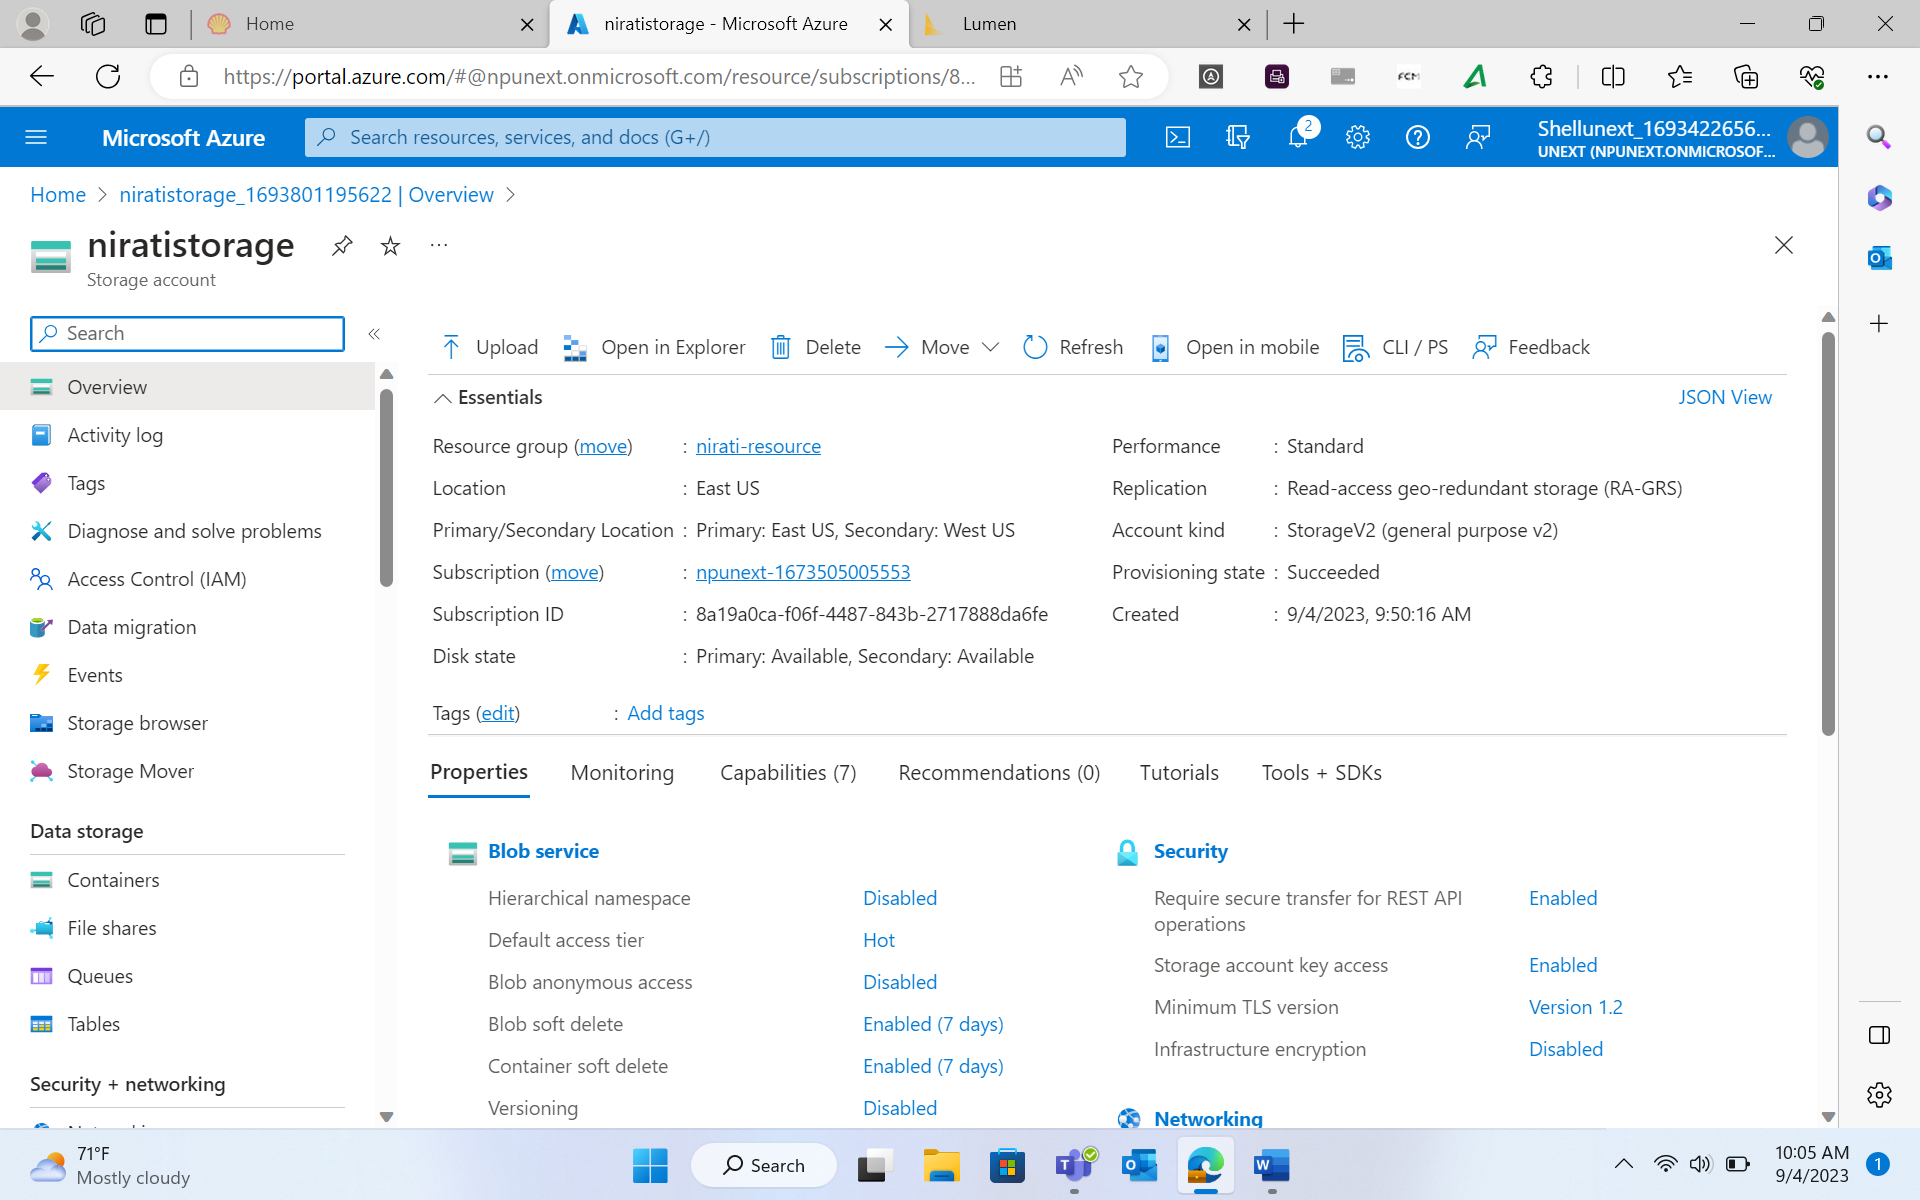 Home
niratistorage - Microsoft Azure
Lumen
https://portal.azure.com/#@npunext.onmicrosoft.com/resource/subscriptions/8...
FCM
Microsoft Azure
Search resources, services, and docs (G+/)
2
Shellunext_1693422656...
UNEXT (NPUNEXT.ONMICROSOF...
Home > niratistorage_1693801195622 | Overview >
niratistorage
Storage account
Search
Upload
Open in Explorer
Delete
Move
Refresh
Open in mobile
CLI / PS
Feedback
Overview
Activity log
Tags
Diagnose and solve problems
Access Control (IAM)
Data migration
Events
Storage browser
Storage Mover
Data storage
Containers
File shares
Queues
Tables
Security + networking
Essentials
JSON View
Resource group (move) : nirati-resource
Location : East US
Primary/Secondary Location : Primary: East US, Secondary: West US
Subscription (move) : npunext-1673505005553
Subscription ID : 8a19a0ca-f06f-4487-843b-2717888da6fe
Disk state : Primary: Available, Secondary: Available
Performance : Standard
Replication : Read-access geo-redundant storage (RA-GRS)
Account kind : StorageV2 (general purpose v2)
Provisioning state : Succeeded
Created : 9/4/2023, 9:50:16 AM
Tags (edit) : Add tags
Properties
Monitoring
Capabilities (7)
Recommendations (0)
Tutorials
Tools + SDKs
Blob service
Hierarchical namespace Disabled
Default access tier Hot
Blob anonymous access Disabled
Blob soft delete Enabled (7 days)
Container soft delete Enabled (7 days)
Versioning Disabled
Security
Require secure transfer for REST API Enabled
operations
Storage account key access Enabled
Minimum TLS version Version 1.2
Infrastructure encryption Disabled
Networking
71°F
Mostly cloudy
Search
10:05 AM
9/4/2023
1